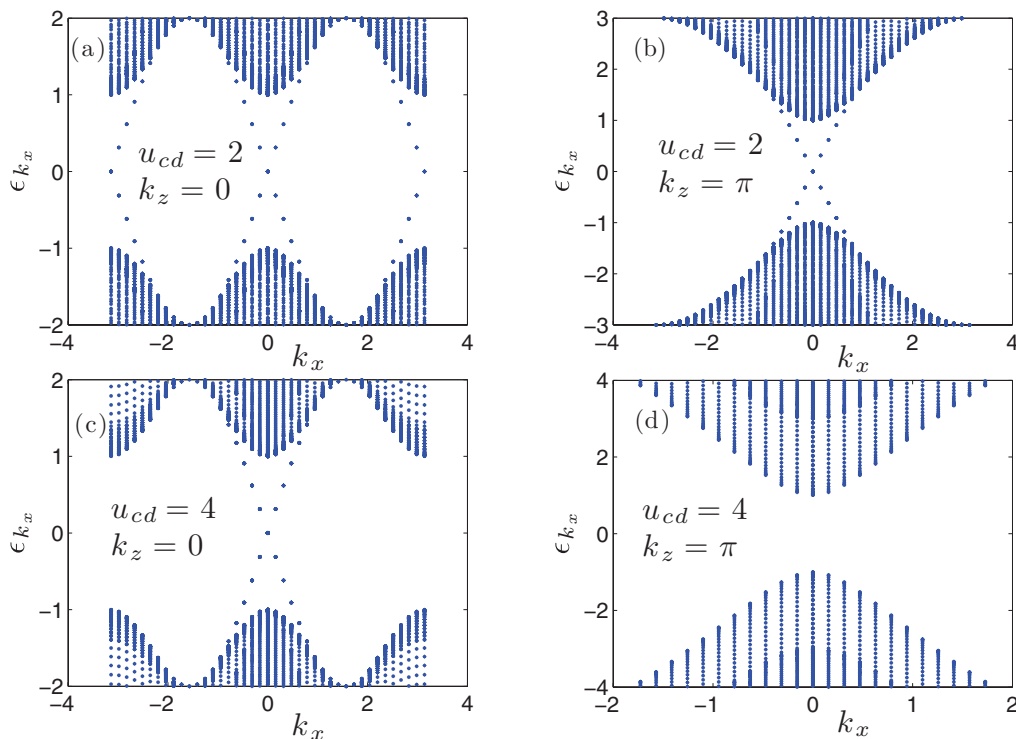 2
1
0
−1
−2
ϵ_{k_x}
(a)
u_{cd} = 2
k_z = 0
−4
−2
0
2
4
k_x
3
2
1
0
−1
−2
−3
(b)
u_{cd} = 2
k_z = π
−4
−2
0
2
4
k_x
2
1
0
−1
−2
ϵ_{k_x}
(c)
u_{cd} = 4
k_z = 0
−4
−2
0
2
4
k_x
4
2
0
−2
−4
ϵ_{k_x}
(d)
u_{cd} = 4
k_z = π
−2
−1
0
1
2
k_x